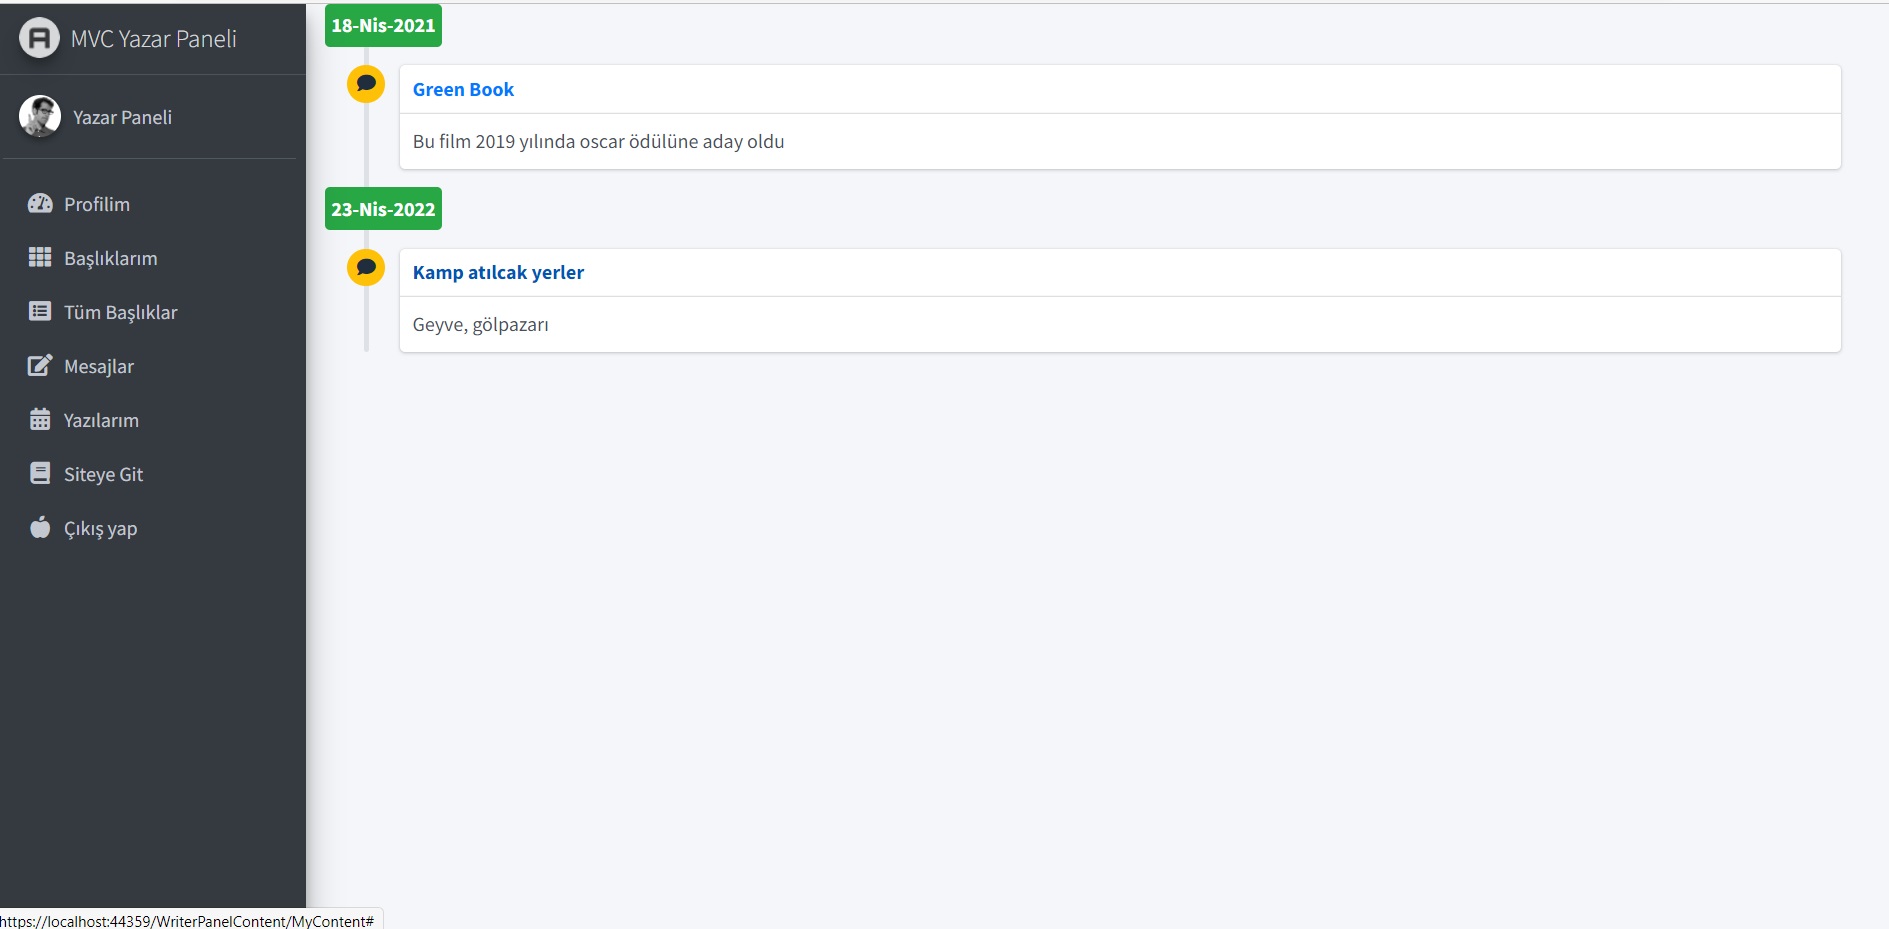 MVC Yazar Paneli
Yazar Paneli
Profilim
Başlıklarım
Tüm Başlıklar
Mesajlar
Yazılarım
Siteye Git
Çıkış yap
18-Nis-2021
Green Book
Bu film 2019 yılında oscar ödülüne aday oldu
23-Nis-2022
Kamp atılcak yerler
Geyve, gölpazarı
https://localhost:44359/WriterPanelContent/MyContent#